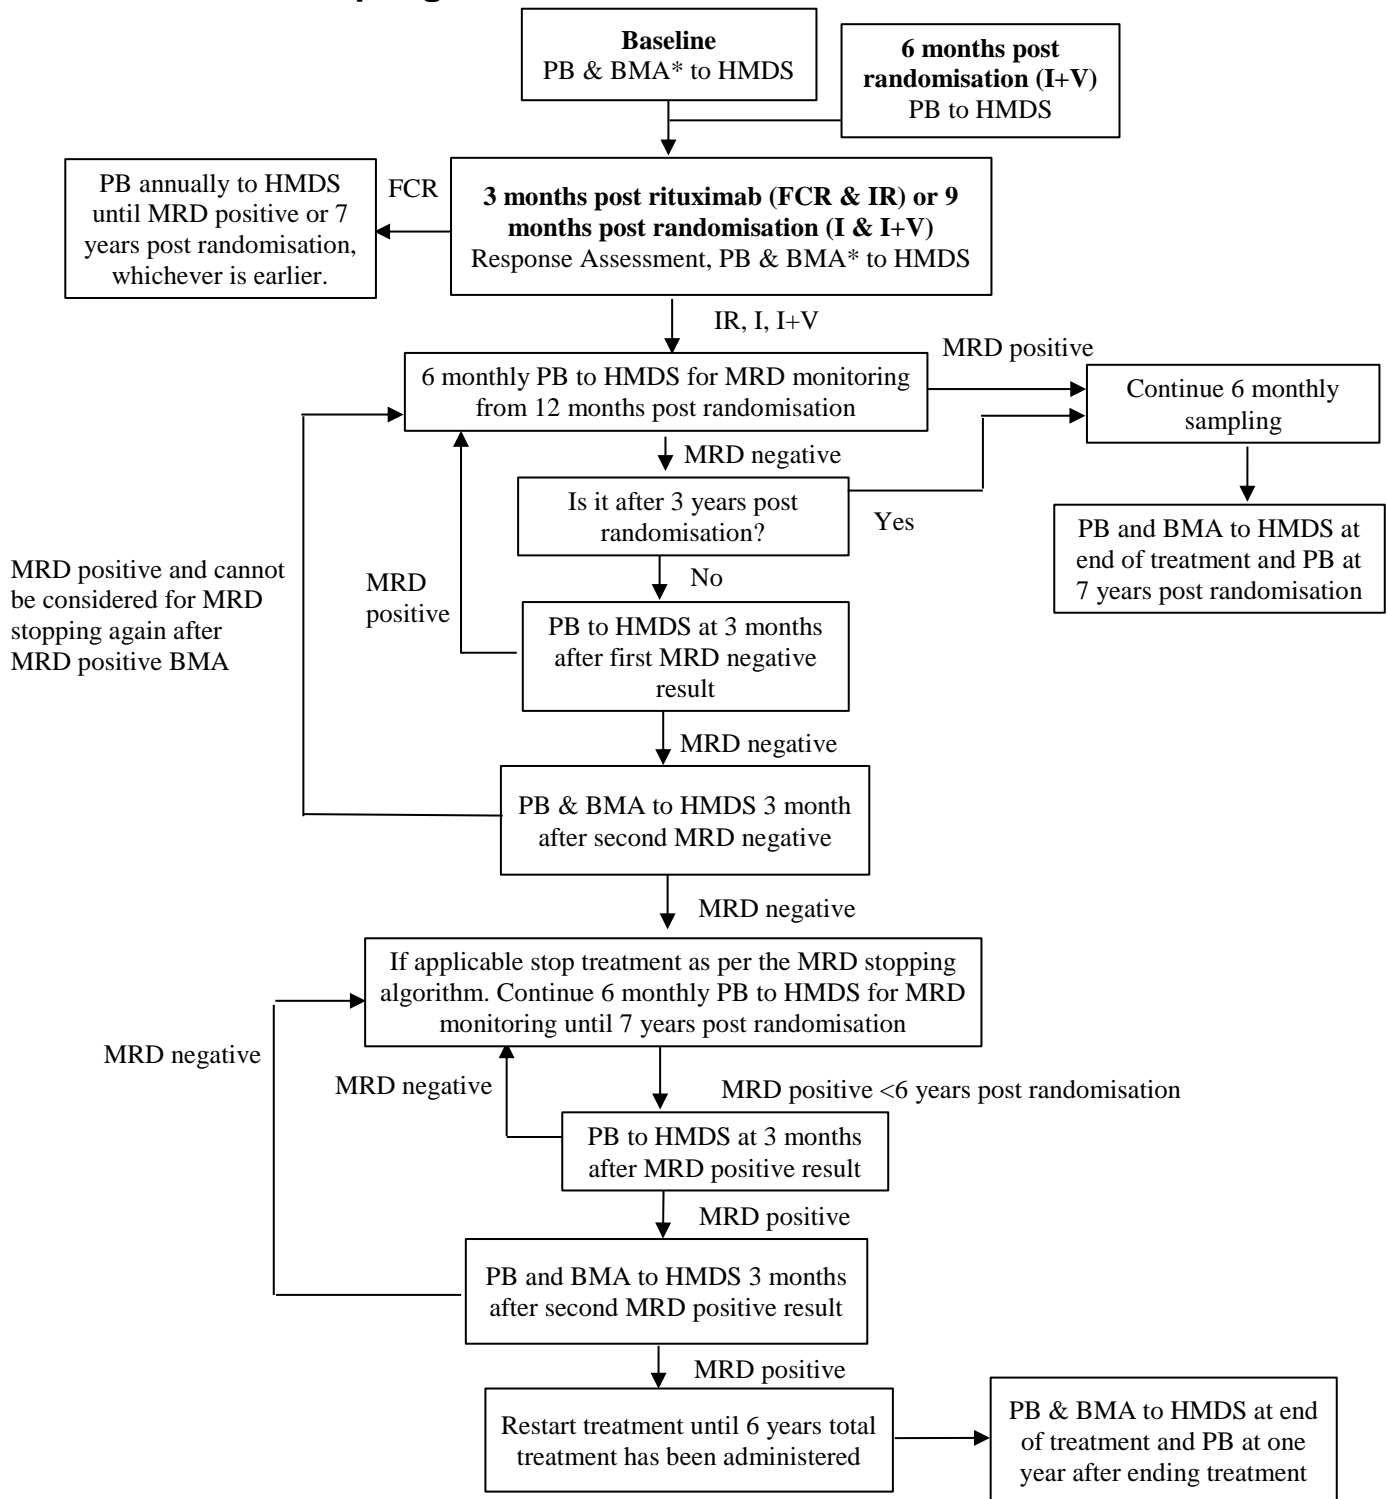 Baseline
PB & BMA* to HMDS
6 months post
randomisation (I+V)
PB to HMDS
PB annually to HMDS
until MRD positive or 7
years post randomisation,
whichever is earlier.
FCR
3 months post rituximab (FCR & IR) or 9
months post randomisation (I & I+V)
Response Assessment, PB & BMA* to HMDS
IR, I, I+V
MRD positive
6 monthly PB to HMDS for MRD monitoring
from 12 months post randomisation
Continue 6 monthly
sampling
MRD negative
Is it after 3 years post
randomisation?
Yes
PB and BMA to HMDS at
end of treatment and PB at
7 years post randomisation
No
MRD positive and cannot
be considered for MRD
stopping again after
MRD positive BMA
MRD
positive
PB to HMDS at 3 months
after first MRD negative
result
MRD negative
PB & BMA to HMDS 3 month
after second MRD negative
MRD negative
If applicable stop treatment as per the MRD stopping
algorithm. Continue 6 monthly PB to HMDS for MRD
monitoring until 7 years post randomisation
MRD negative
MRD negative
MRD positive <6 years post randomisation
PB to HMDS at 3 months
after MRD positive result
MRD positive
PB and BMA to HMDS 3 months
after second MRD positive result
MRD positive
Restart treatment until 6 years total
treatment has been administered
PB & BMA to HMDS at end
of treatment and PB at one
year after ending treatment